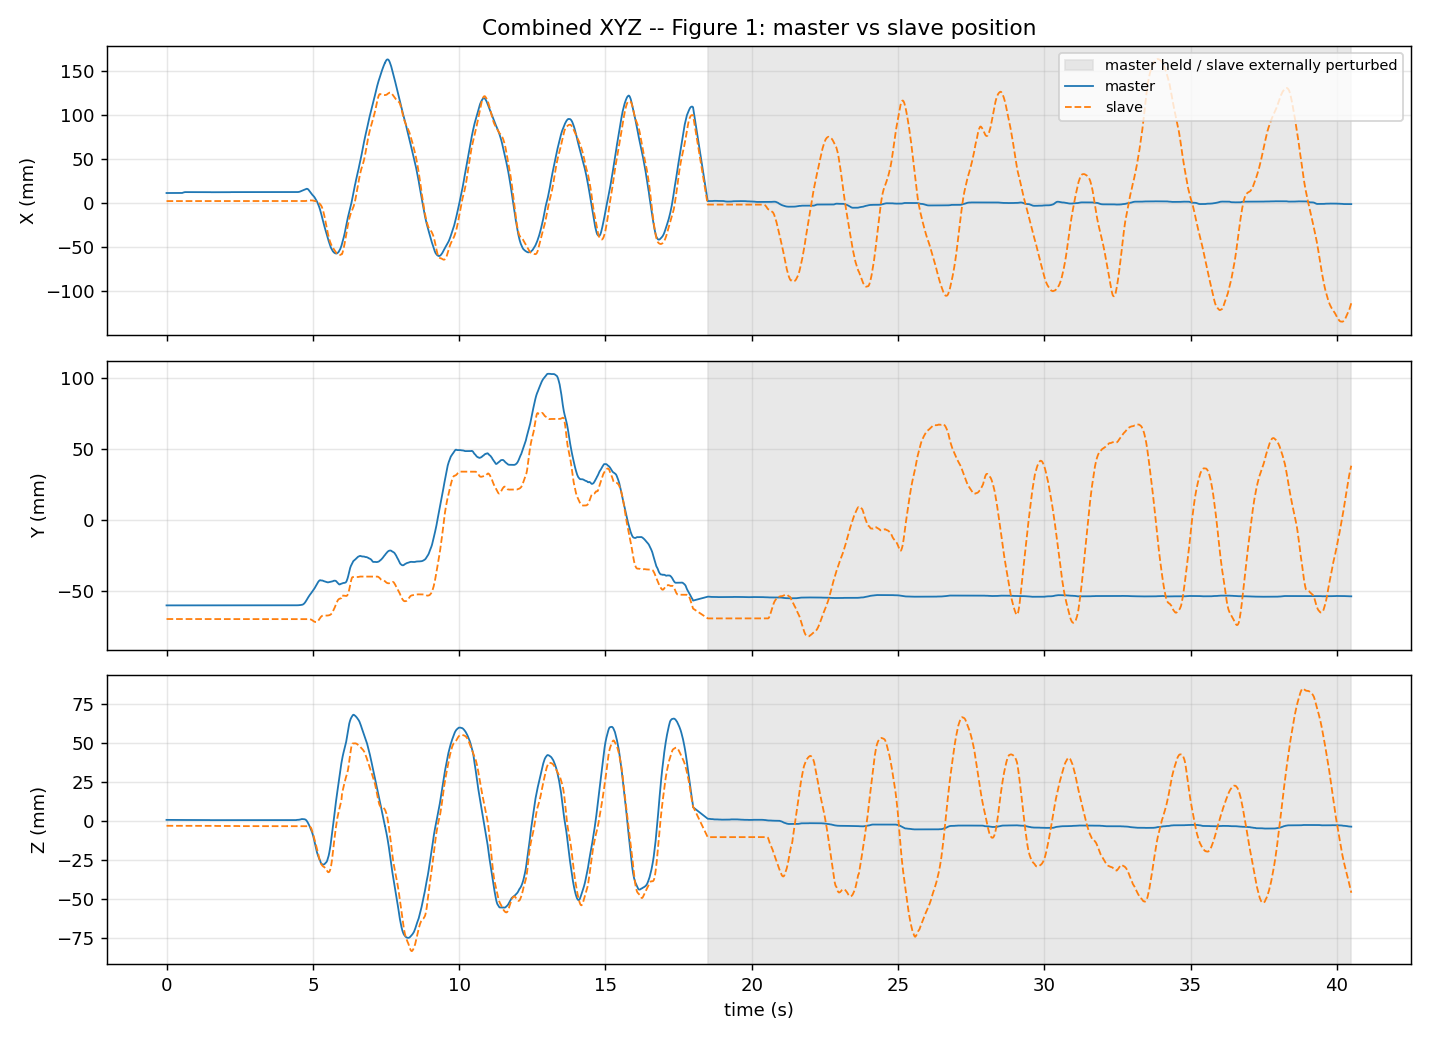 Combined XYZ -- Figure 1: master vs slave position
master held / slave externally perturbed
master
slave
X (mm)
150
100
50
0
−50
−100
Y (mm)
100
50
0
−50
Z (mm)
75
50
25
0
−25
−50
−75
0 5 10 15 20 25 30 35 40
time (s)